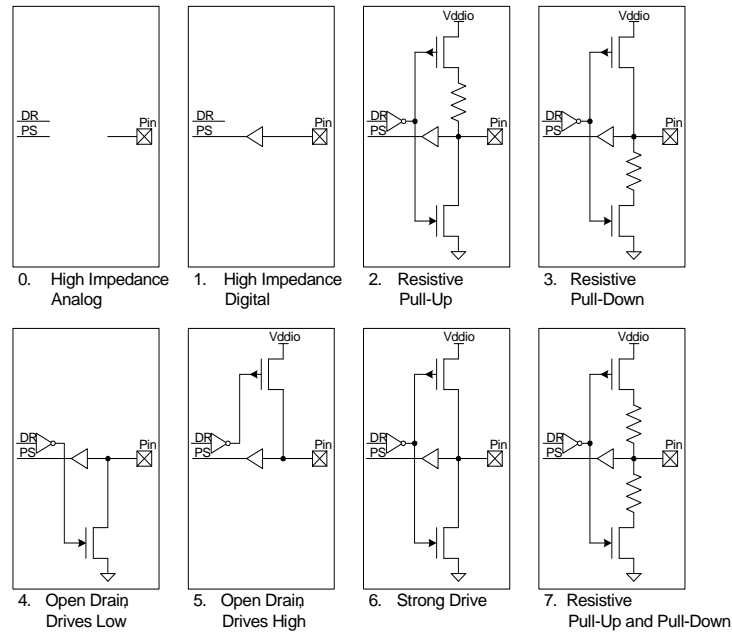 Vddio
Vddio
DR
PS
Pin
DR
PS
Pin
DR
PS
Pin
DR
PS
Pin
0. High Impedance
Analog
1. High Impedance
Digital
2. Resistive
Pull-Up
3. Resistive
Pull-Down
Vddio
Vddio
Vddio
DR
PS
Pin
DR
PS
Pin
DR
PS
Pin
DR
PS
Pin
4. Open Drain,
Drives Low
5. Open Drain,
Drives High
6. Strong Drive
7. Resistive
Pull-Up and Pull-Down